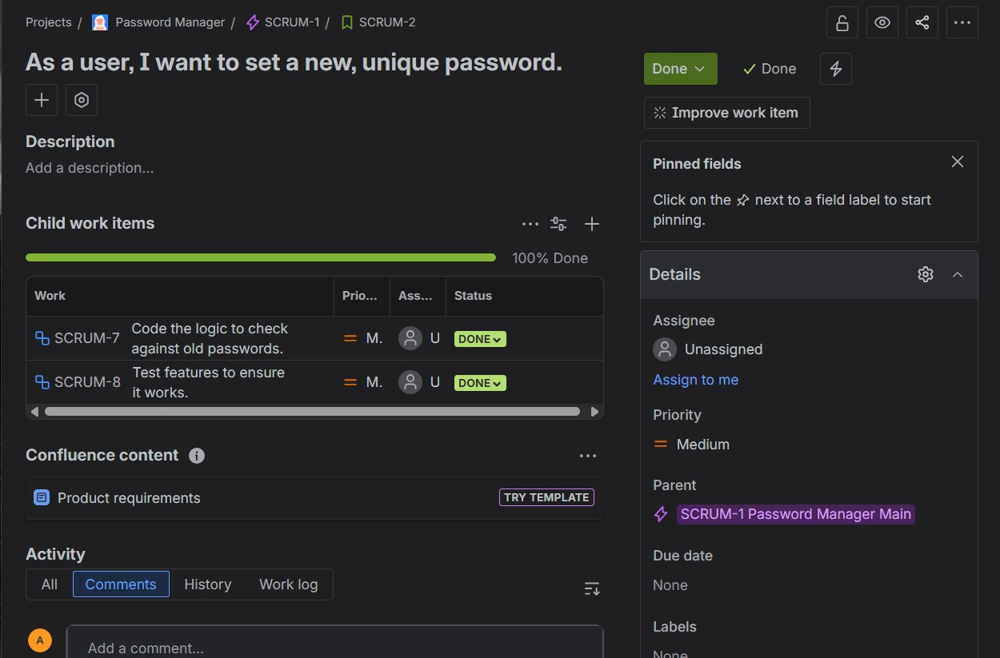 Projects / Password Manager / SCRUM-1 / SCRUM-2
As a user, I want to set a new, unique password.
Description
Add a description...
Child work items
100% Done
Work Prio... Ass... Status
SCRUM-7 Code the logic to check against old passwords. M. U DONE
SCRUM-8 Test features to ensure it works. M. U DONE
Confluence content
Product requirements TRY TEMPLATE
Activity
All Comments History Work log
A
Add a comment...
Done Done
Improve work item
Pinned fields
Click on the next to a field label to start
pinning.
Details
Assignee
Unassigned
Assign to me
Priority
Medium
Parent
SCRUM-1 Password Manager Main
Due date
None
Labels
None